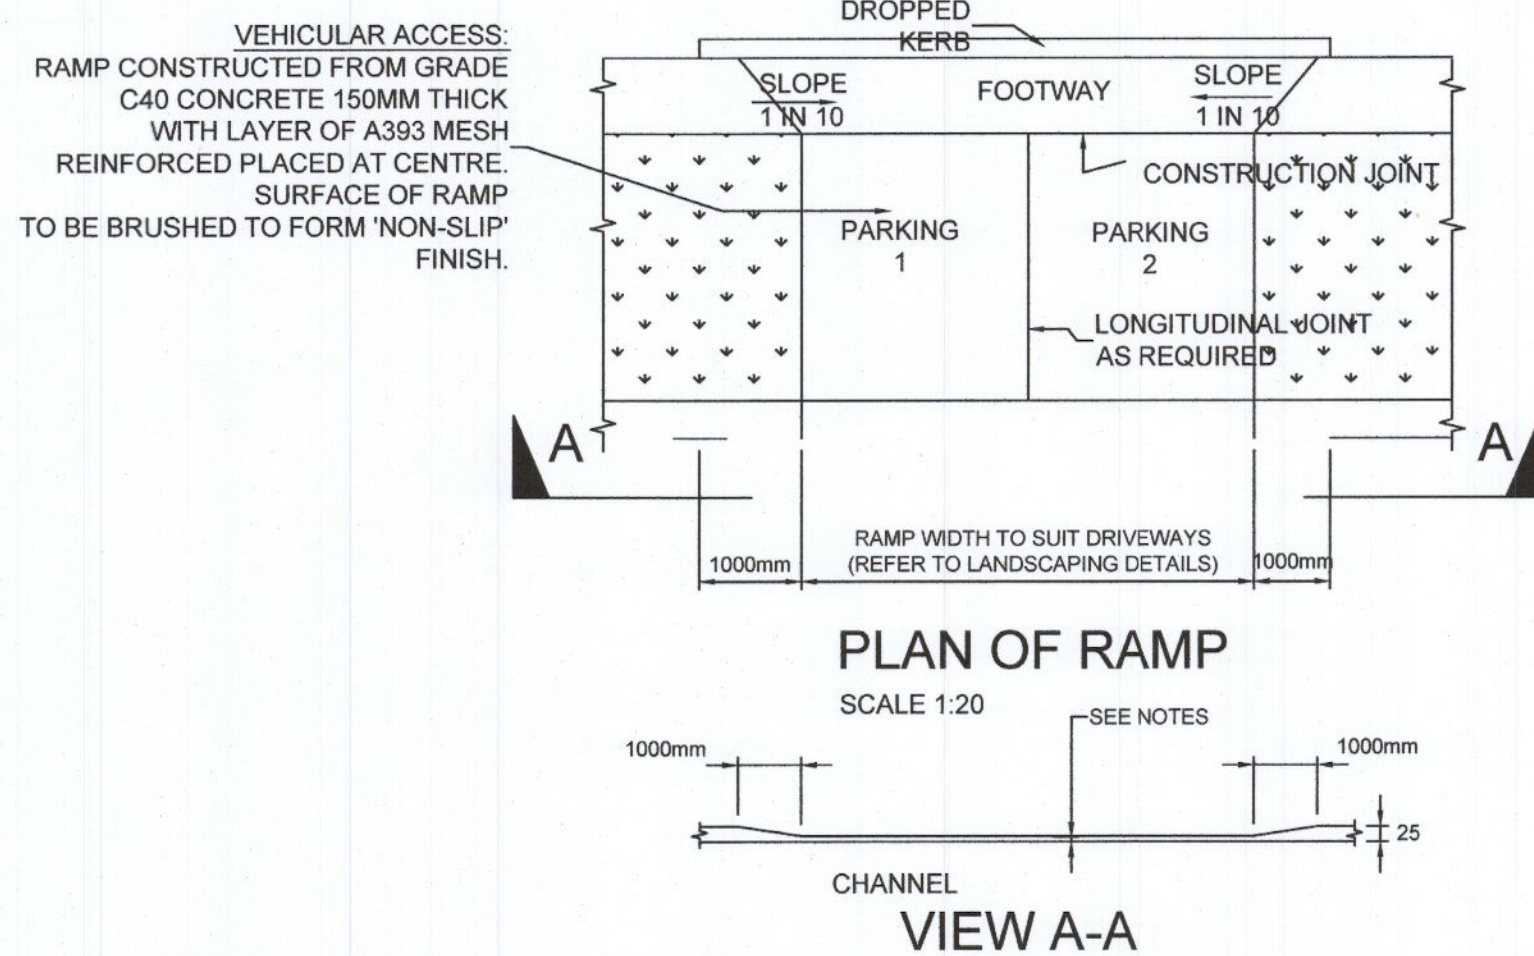 VEHICULAR ACCESS:
RAMP CONSTRUCTED FROM GRADE
C40 CONCRETE 150MM THICK
WITH LAYER OF A393 MESH
REINFORCED PLACED AT CENTRE.
SURFACE OF RAMP
TO BE BRUSHED TO FORM 'NON-SLIP'
FINISH.
DROPPED
KERB
SLOPE
1 IN 10
FOOTWAY
SLOPE
1 IN 10
CONSTRUCTION JOINT
PARKING
1
PARKING
2
LONGITUDINAL JOINT
AS REQUIRED
A
A
RAMP WIDTH TO SUIT DRIVEWAYS
(REFER TO LANDSCAPING DETAILS)
1000mm
1000mm
PLAN OF RAMP
SCALE 1:20
SEE NOTES
1000mm
1000mm
25
CHANNEL
VIEW A-A